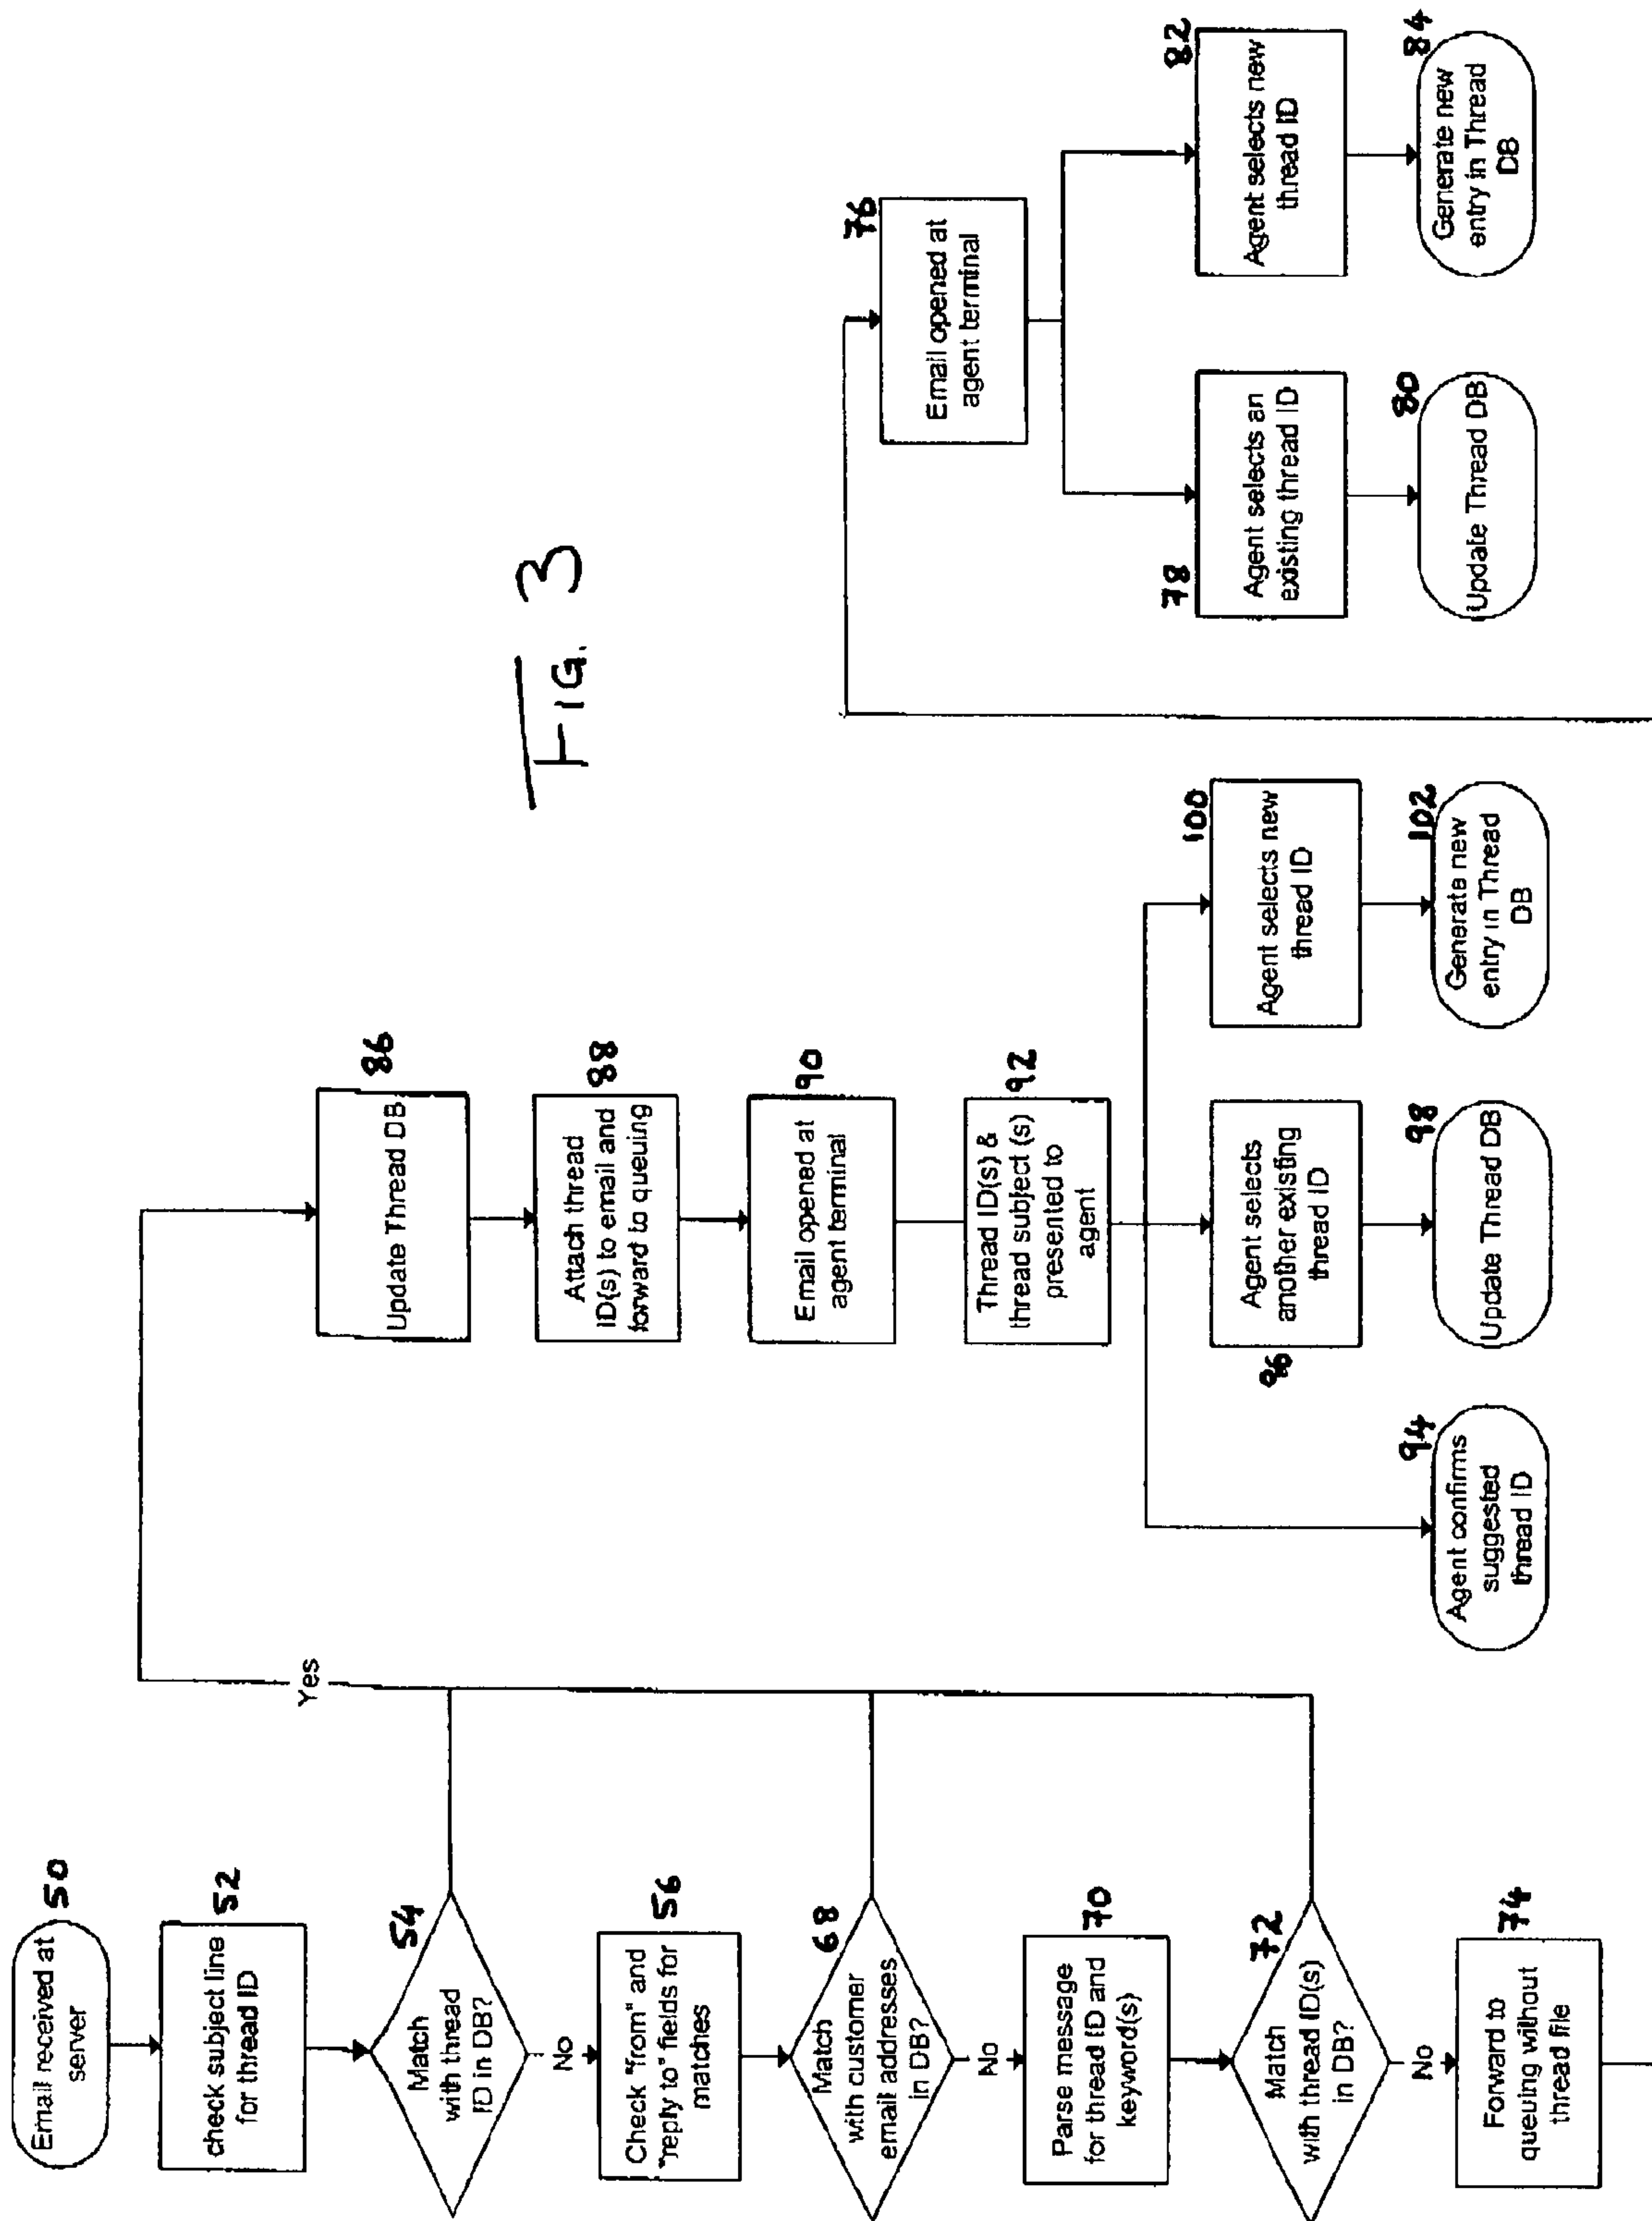 50
Email received at
server
52
check subject line
for thread ID
54
Match
with thread
ID in DB?
No
56
Check "from" and
"reply to" fields for
matches
68
Match
with customer
email addresses
in DB?
No
70
Parse message
for thread ID and
keyword(s)
72
Match
with thread ID(s)
in DB?
No
74
Forward to
queuing without
thread file
Yes
86
Update Thread DB
88
Attach thread
ID(s) to email and
forward to queuing
90
Email opened at
agent terminal
92
Thread ID(s) &
thread subject (s)
presented to
agent
94
Agent confirms
suggested
thread ID
96
Agent selects
another existing
thread ID
98
Update Thread DB
100
Agent selects new
thread ID
102
Generate new
entry in Thread
DB
FIG. 3
76
Email opened at
agent terminal
78
Agent selects an
existing thread ID
80
Update Thread DB
82
Agent selects new
thread ID
84
Generate new
entry in Thread
DB